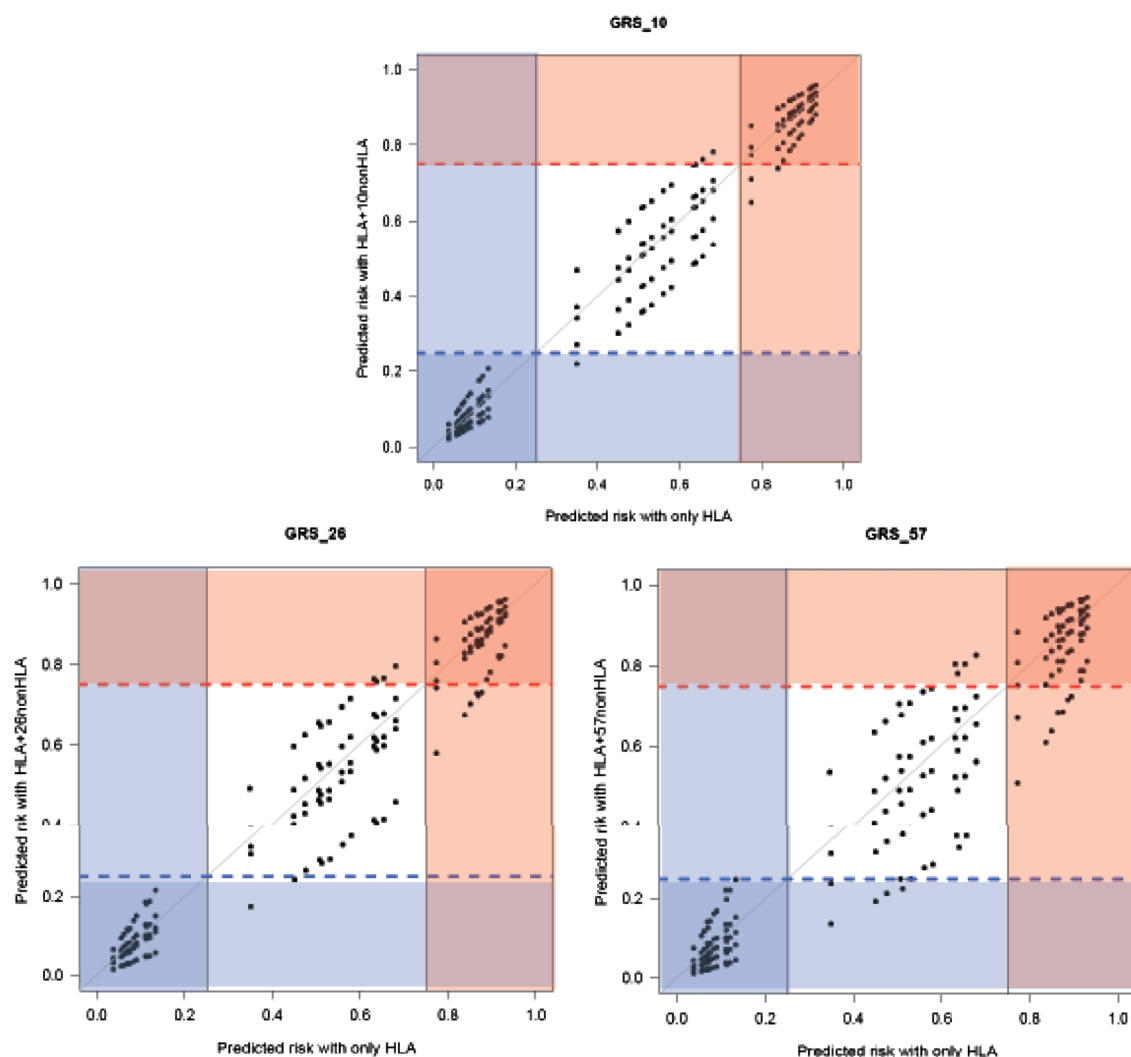 GRS_10
1.0
0.8
0.6
0.4
0.2
0.0
Predicted risk with HLA+10nonHLA
0.0 0.2 0.4 0.6 0.8 1.0
Predicted risk with only HLA
GRS_26
1.0
0.8
0.6
0.2
0.0
Predicted rik with HLA+26nonHLA
0.0 0.2 0.4 0.6 0.8 1.0
Predicted risk with only HLA
GRS_57
1.0
0.8
0.6
0.2
0.0
Predicted rik with HLA+57nonHLA
0.0 0.2 0.4 0.6 0.8 1.0
Predicted risk with only HLA